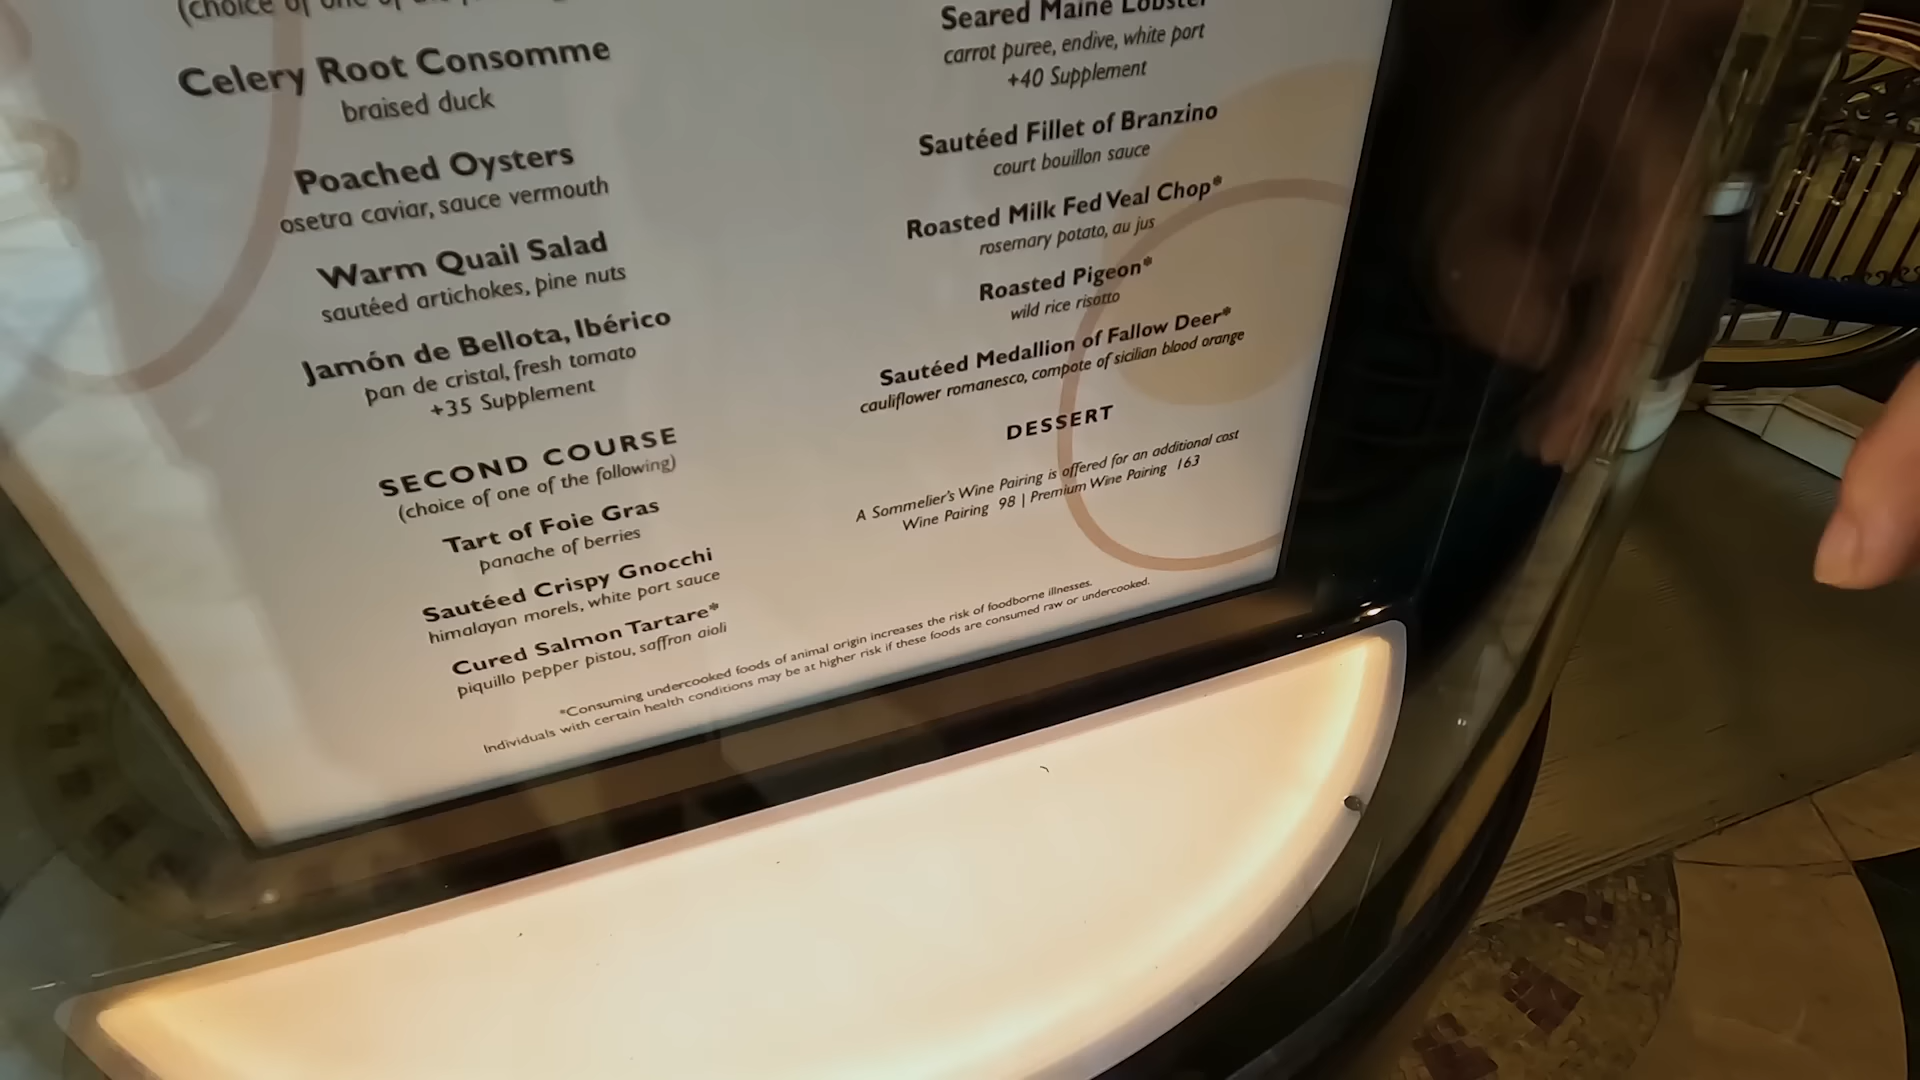 (choice of one of the
Celery Root Consomme
braised duck
Poached Oysters
osetra caviar, sauce vermouth
Warm Quail Salad
sautéed artichokes, pine nuts
Jamón de Bellota, Ibérico
pan de cristal, fresh tomato
+35 Supplement
SECOND COURSE
(choice of one of the following)
Tart of Foie Gras
panache of berries
Sautéed Crispy Gnocchi
himalayan morels, white port sauce
Cured Salmon Tartare*
piquillo pepper pistou, saffron aioli
Seared Maine Lobster
carrot puree, endive, white port
+40 Supplement
Sautéed Fillet of Branzino
court bouillon sauce
Roasted Milk Fed Veal Chop*
rosemary potato, au jus
Roasted Pigeon*
wild rice risotto
Sautéed Medallion of Fallow Deer*
cauliflower romanesco, compote of sicilian blood orange
DESSERT
A Sommelier's Wine Pairing is offered for an additional cost
Wine Pairing 98 | Premium Wine Pairing 163
*Consuming undercooked foods of animal origin increases the risk of foodborne illnesses.
Individuals with certain health conditions may be at higher risk if these foods are consumed raw or undercooked.